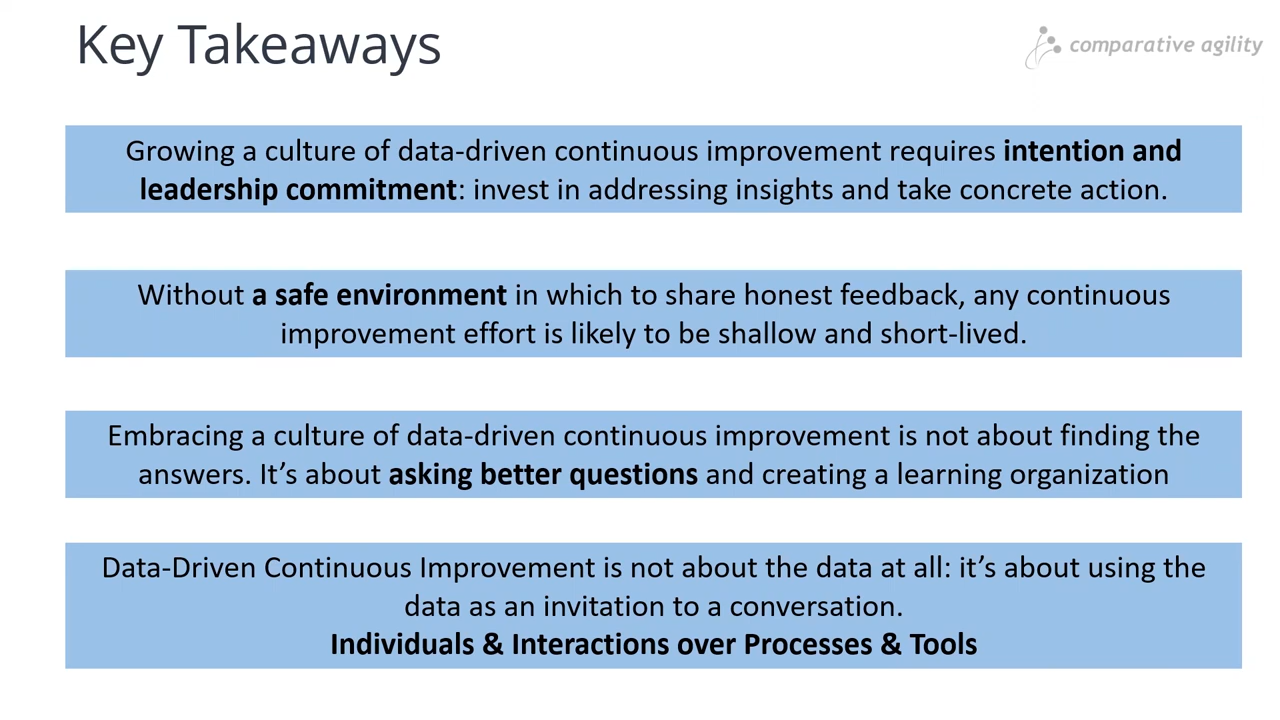 Key Takeaways
comparative agility
Growing a culture of data-driven continuous improvement requires intention and
leadership commitment: invest in addressing insights and take concrete action.
Without a safe environment in which to share honest feedback, any continuous
improvement effort is likely to be shallow and short-lived.
Embracing a culture of data-driven continuous improvement is not about finding the
answers. It’s about asking better questions and creating a learning organization
Data-Driven Continuous Improvement is not about the data at all: it’s about using the
data as an invitation to a conversation.
Individuals & Interactions over Processes & Tools